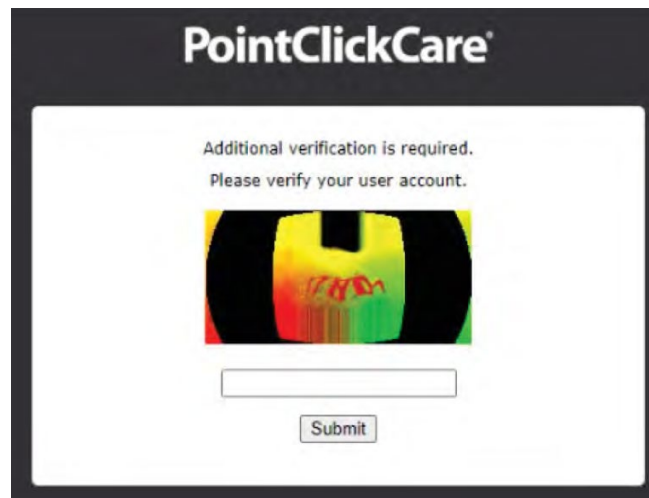 PointClickCare®
Additional verification is required.
Please verify your user account.
Submit